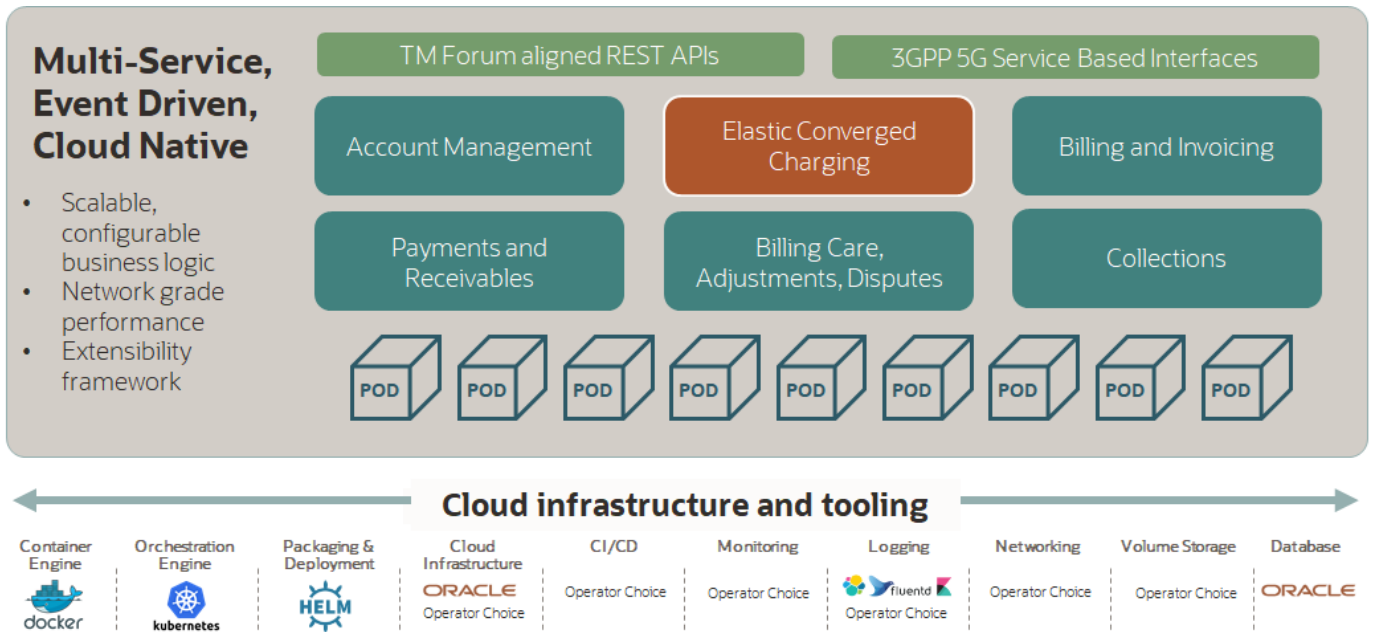 Multi-Service,
Event Driven,
Cloud Native
• Scalable,
configurable
business logic
• Network grade
performance
• Extensibility
framework
TM Forum aligned REST APIs
3GPP 5G Service Based Interfaces
Account Management
Elastic Converged
Charging
Billing and Invoicing
Payments and
Receivables
Billing Care,
Adjustments, Disputes
Collections
POD POD POD POD POD POD POD POD POD
Cloud infrastructure and tooling
Container
Engine
docker
Orchestration
Engine
kubernetes
Packaging &
Deployment
HELM
Cloud
Infrastructure
ORACLE
Operator Choice
CI/CD
Operator Choice
Monitoring
Operator Choice
Logging
fluentd
Operator Choice
Networking
Operator Choice
Volume Storage
Operator Choice
Database
ORACLE